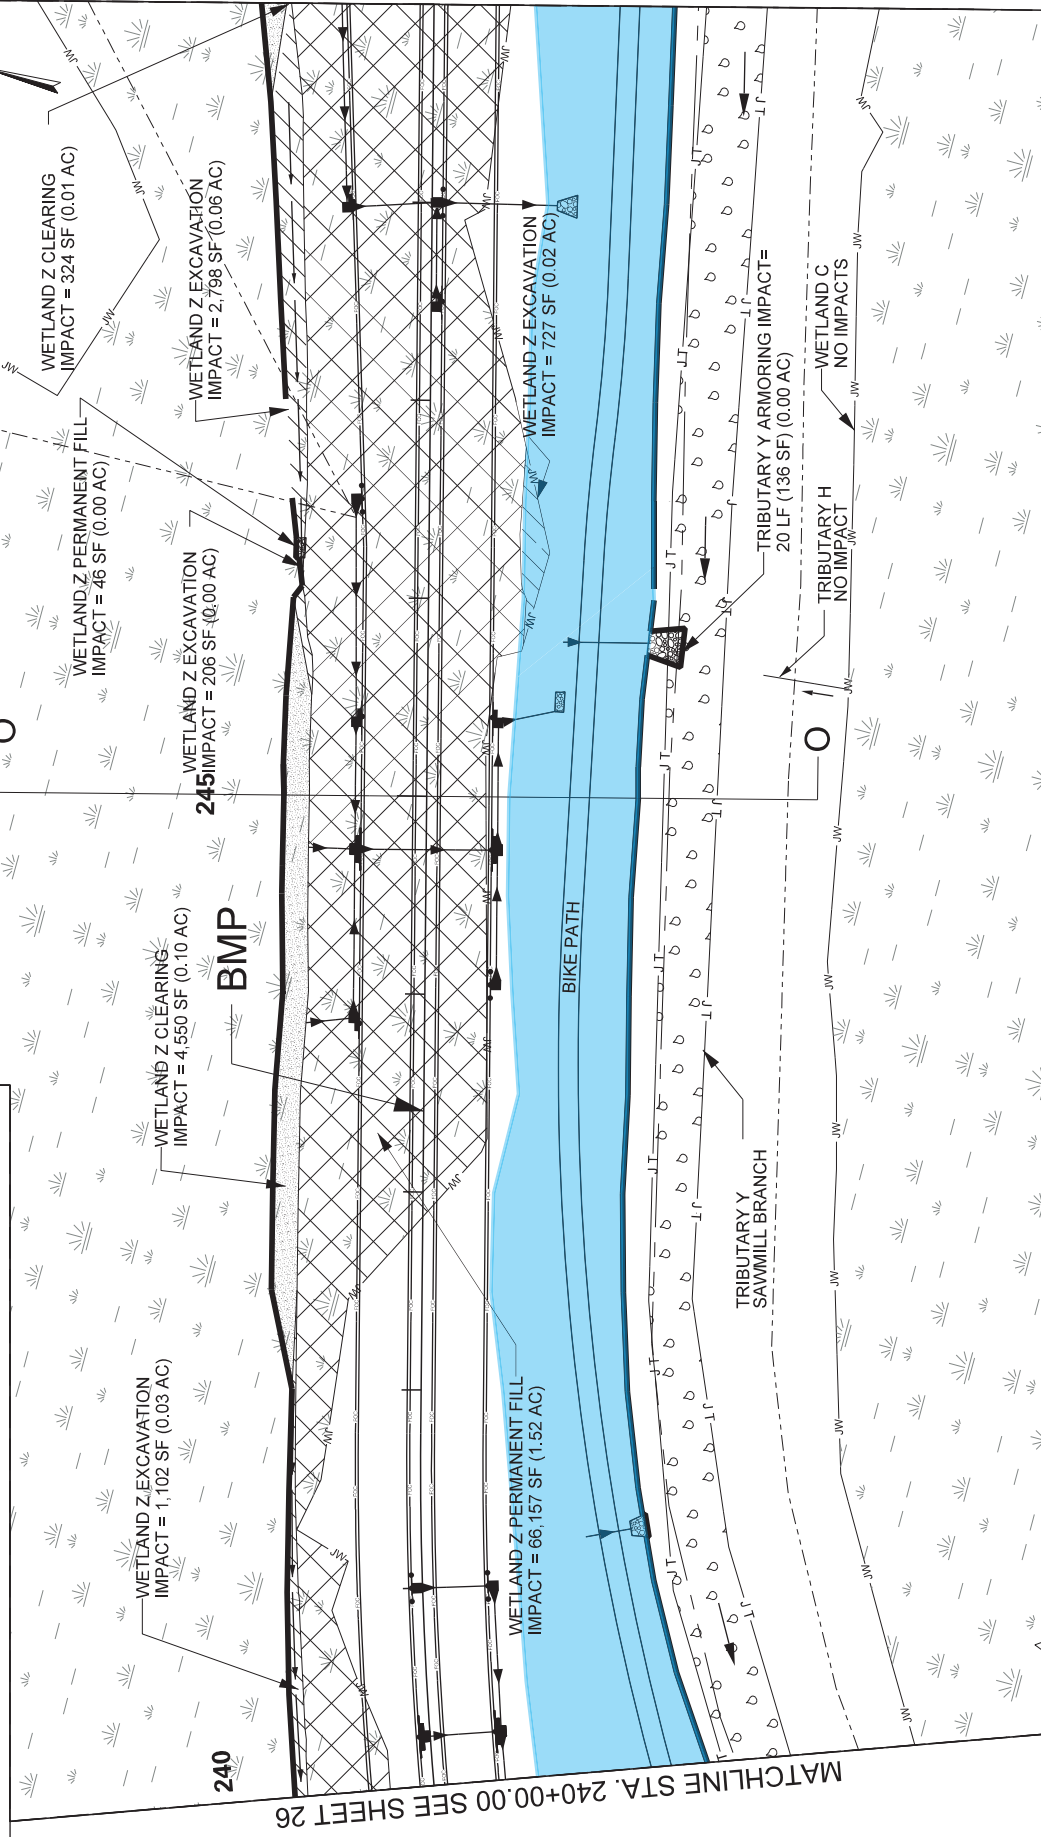 WETLAND Z CLEARING
IMPACT = 324 SF (0.01 AC)
WETLAND Z EXCAVATION
IMPACT = 2,798 SF (0.06 AC)
WETLAND Z PERMANENT FILL
IMPACT = 46 SF (0.00 AC)
WETLAND Z EXCAVATION
IMPACT = 206 SF (0.00 AC)
245
WETLAND Z EXCAVATION
IMPACT = 727 SF (0.02 AC)
TRIBUTARY Y ARMORING IMPACT=
20 LF (136 SF) (0.00 AC)
WETLAND C
NO IMPACTS
TRIBUTARY H
NO IMPACT
O
WETLAND Z CLEARING
IMPACT = 4,550 SF (0.10 AC)
BMP
BIKE PATH
TRIBUTARY Y
SAWMILL BRANCH
WETLAND Z EXCAVATION
IMPACT = 1,102 SF (0.03 AC)
WETLAND Z PERMANENT FILL
IMPACT = 66,157 SF (1.52 AC)
240
MATCHLINE STA. 240+00.00 SEE SHEET 26